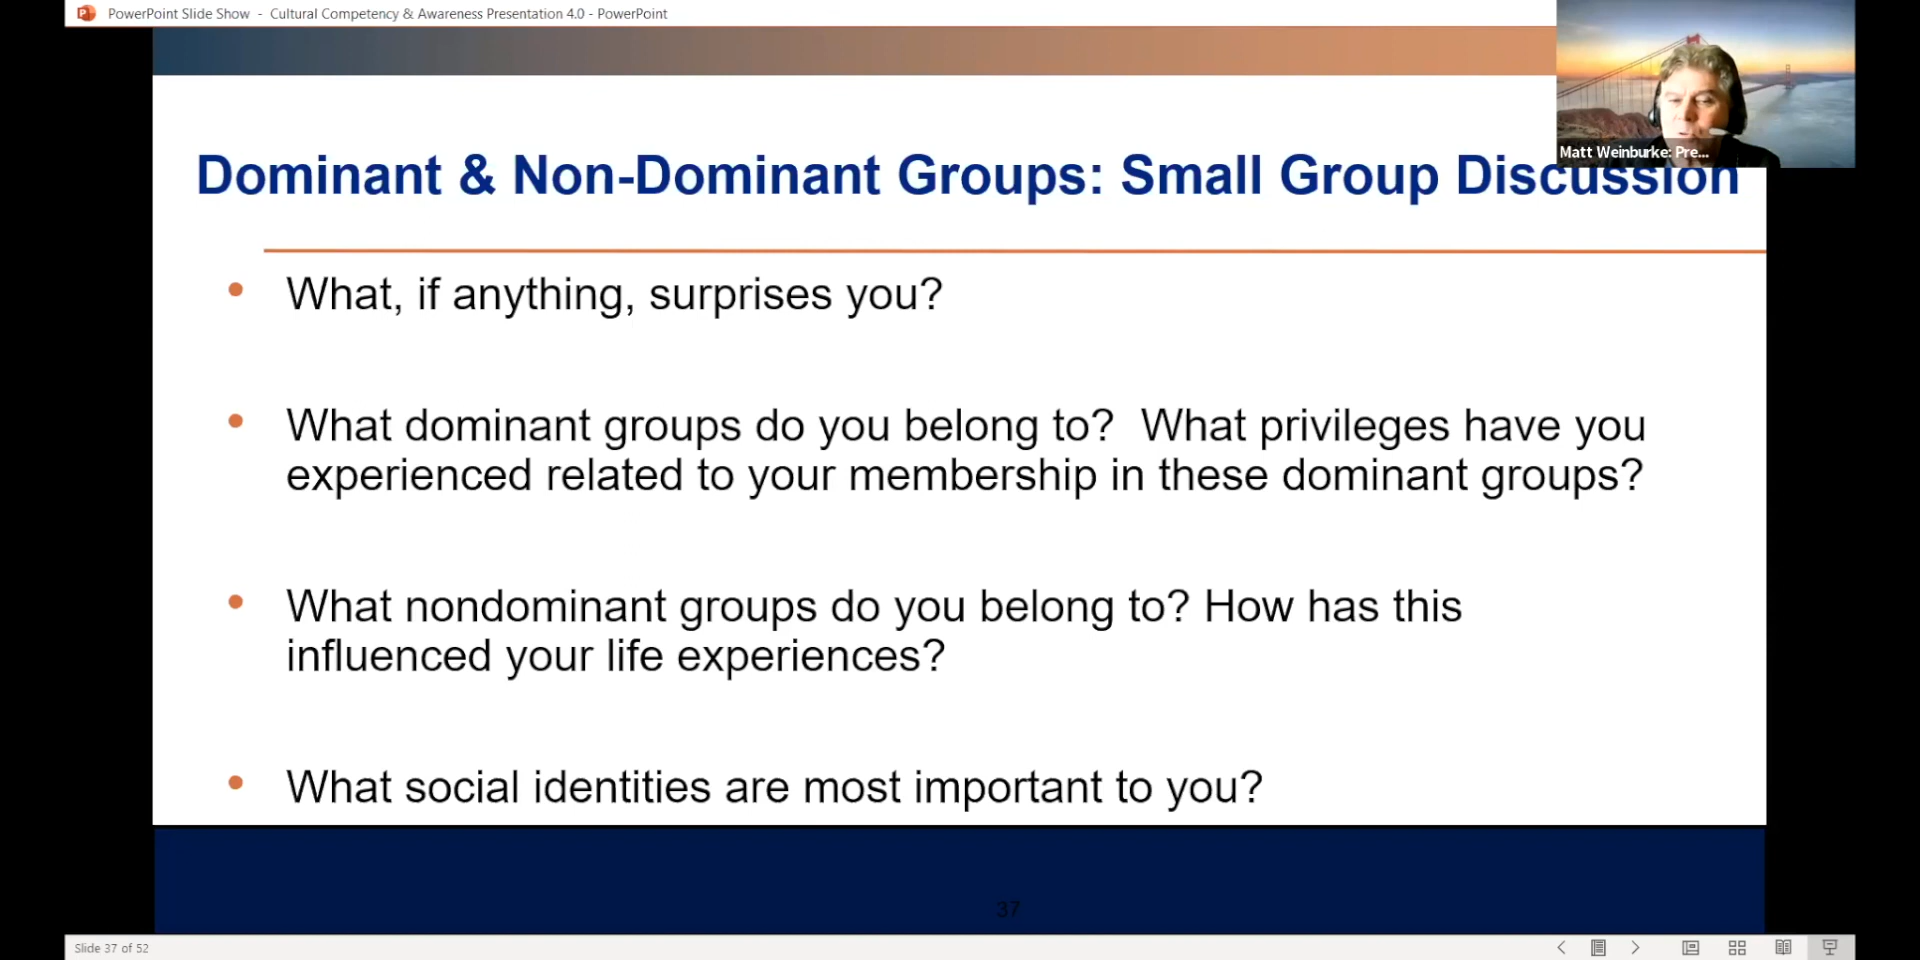 PowerPoint Slide Show - Cultural Competency & Awareness Presentation 4.0 - PowerPoint
Matt Weinburke: Pre...
Dominant & Non-Dominant Groups: Small Group Discussion
• What, if anything, surprises you?
• What dominant groups do you belong to? What privileges have you
experienced related to your membership in these dominant groups?
• What nondominant groups do you belong to? How has this
influenced your life experiences?
• What social identities are most important to you?
37
Slide 37 of 52